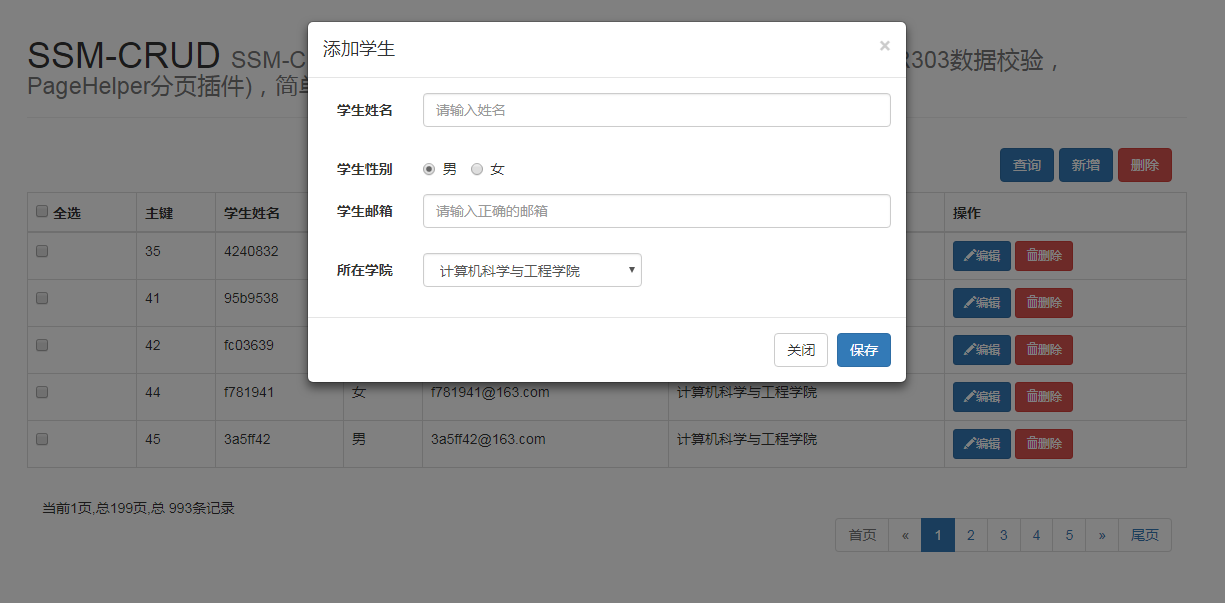 SSM-CRUD SSM-C 303数据校验，
PageHelper分页插件)，简单
添加学生 ×
学生姓名 请输入姓名
学生性别 男 女
学生邮箱 请输入正确的邮箱
所在学院 计算机科学与工程学院
关闭 保存
查询 新增 删除
全选 主键 学生姓名 操作
35 4240832 编辑 删除
41 95b9538 编辑 删除
42 fc03639 编辑 删除
44 f781941 女 f781941@163.com 计算机科学与工程学院 编辑 删除
45 3a5ff42 男 3a5ff42@163.com 计算机科学与工程学院 编辑 删除
当前1页,总199页,总 993条记录
首页 « 1 2 3 4 5 » 尾页